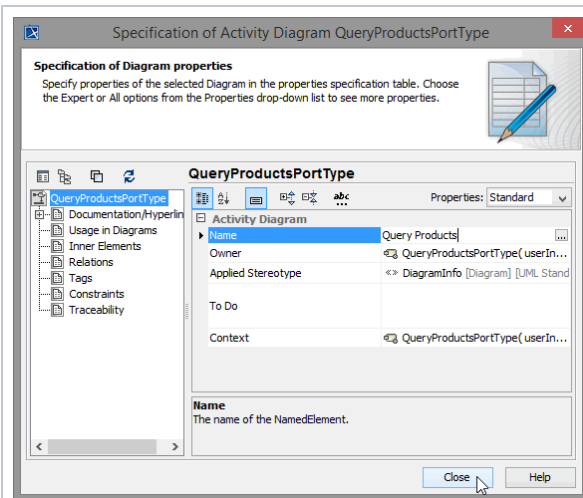 Specification of Activity Diagram QueryProductsPortType
Specification of Diagram properties
Specify properties of the selected Diagram in the properties specification table. Choose
the Expert or All options from the Properties drop-down list to see more properties.
QueryProductsPortType
Documentation/Hyperlin
Usage in Diagrams
Inner Elements
Relations
Tags
Constraints
Traceability
QueryProductsPortType
abc
Properties: Standard
Activity Diagram
Name Query Products ...
Owner QueryProductsPortType( userIn...
Applied Stereotype «» DiagramInfo [Diagram] [UML Stand
To Do
Context QueryProductsPortType( userIn...
Name
The name of the NamedElement.
Close Help